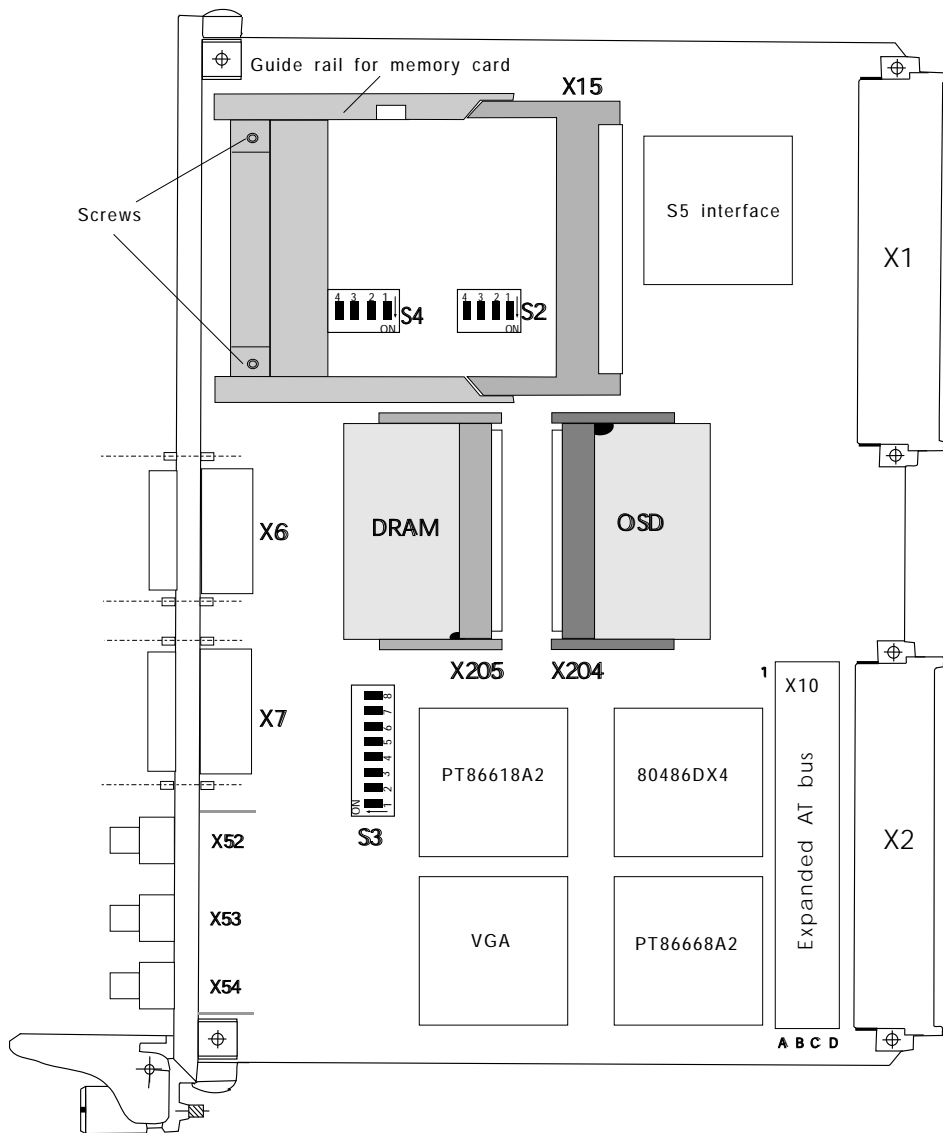 Guide rail for memory card
X15
Screws
S5 interface
X1
4 3 2 1
ON
S4
4 3 2 1
ON
S2
X6
DRAM
OSD
X205
X204
1
X10
Expanded AT bus
A B C D
X7
8
7
6
5
4
3
2
1
ON
S3
PT86618A2
80486DX4
X2
X52
X53
X54
VGA
PT86668A2